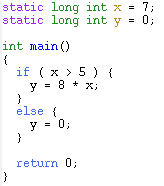 static long int x = 7;
static long int y = 0;

int main()
{
  if ( x > 5 ) {
    y = 8 * x;
  }
  else {
    y = 0;
  }

  return 0;
}